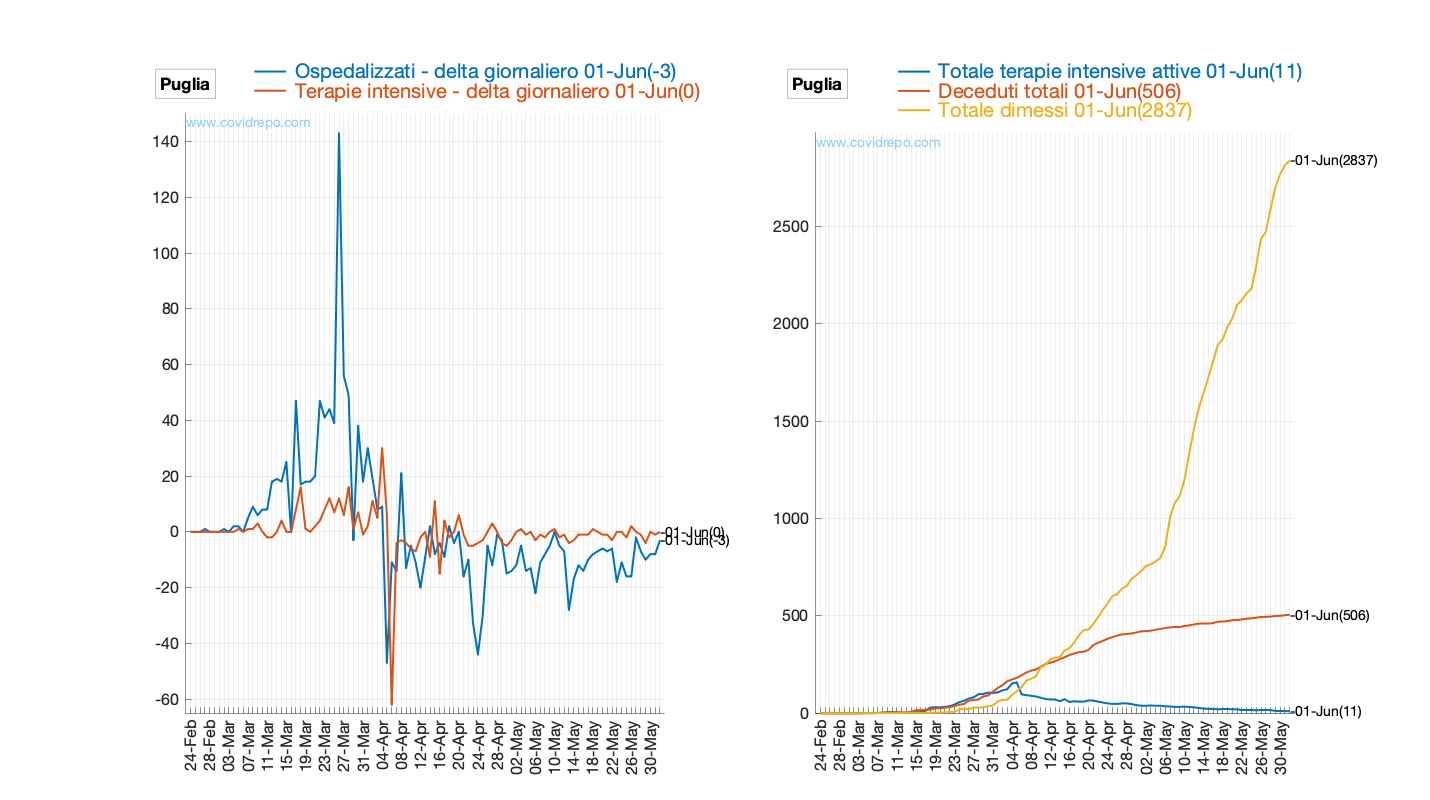 Puglia
Ospedalizzati - delta giornaliero 01-Jun(-3)
Terapie intensive - delta giornaliero 01-Jun(0)
www.covidrepo.com
140
120
100
80
60
40
20
0
-20
-40
-60
-01-Jun(0)
-01-Jun(-3)
24-Feb
28-Feb
03-Mar
07-Mar
11-Mar
15-Mar
19-Mar
23-Mar
27-Mar
31-Mar
04-Apr
08-Apr
12-Apr
16-Apr
20-Apr
24-Apr
28-Apr
02-May
06-May
10-May
14-May
18-May
22-May
26-May
30-May
Puglia
Totale terapie intensive attive 01-Jun(11)
Deceduti totali 01-Jun(506)
Totale dimessi 01-Jun(2837)
www.covidrepo.com
2500
2000
1500
1000
500
0
-01-Jun(2837)
-01-Jun(506)
-01-Jun(11)
24-Feb
28-Feb
03-Mar
07-Mar
11-Mar
15-Mar
19-Mar
23-Mar
27-Mar
31-Mar
04-Apr
08-Apr
12-Apr
16-Apr
20-Apr
24-Apr
28-Apr
02-May
06-May
10-May
14-May
18-May
22-May
26-May
30-May